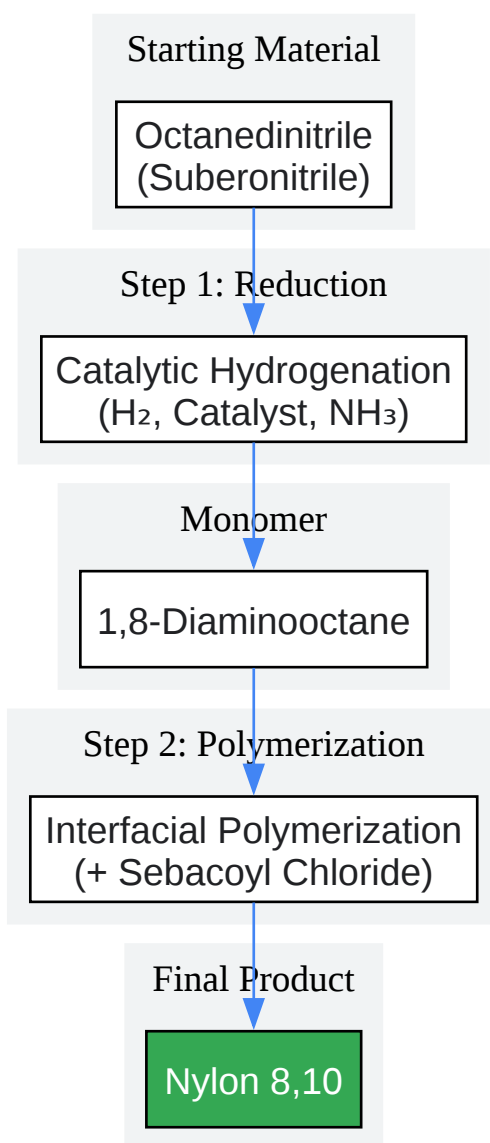 Starting Material
Octanedinitrile
(Suberonitrile)
Step 1: Reduction
Catalytic Hydrogenation
(H₂, Catalyst, NH₃)
Monomer
1,8-Diaminooctane
Step 2: Polymerization
Interfacial Polymerization
(+ Sebacoyl Chloride)
Final Product
Nylon 8,10